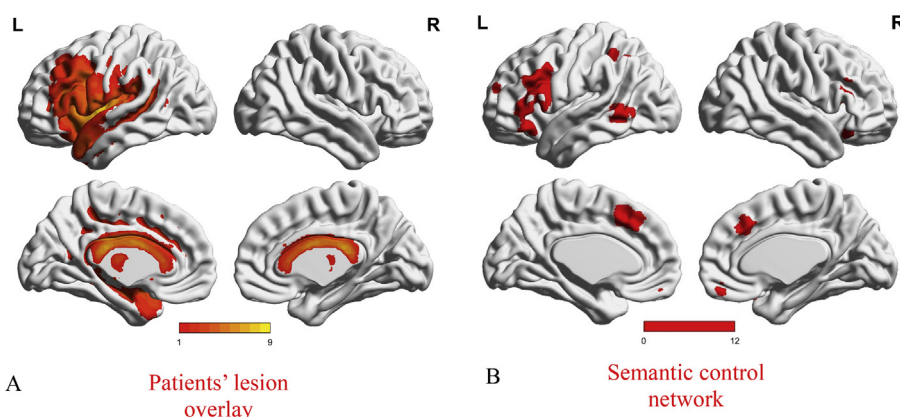 L
R
L
R
1
9
0
12
A
Patients' lesion
overlay
B
Semantic control
network